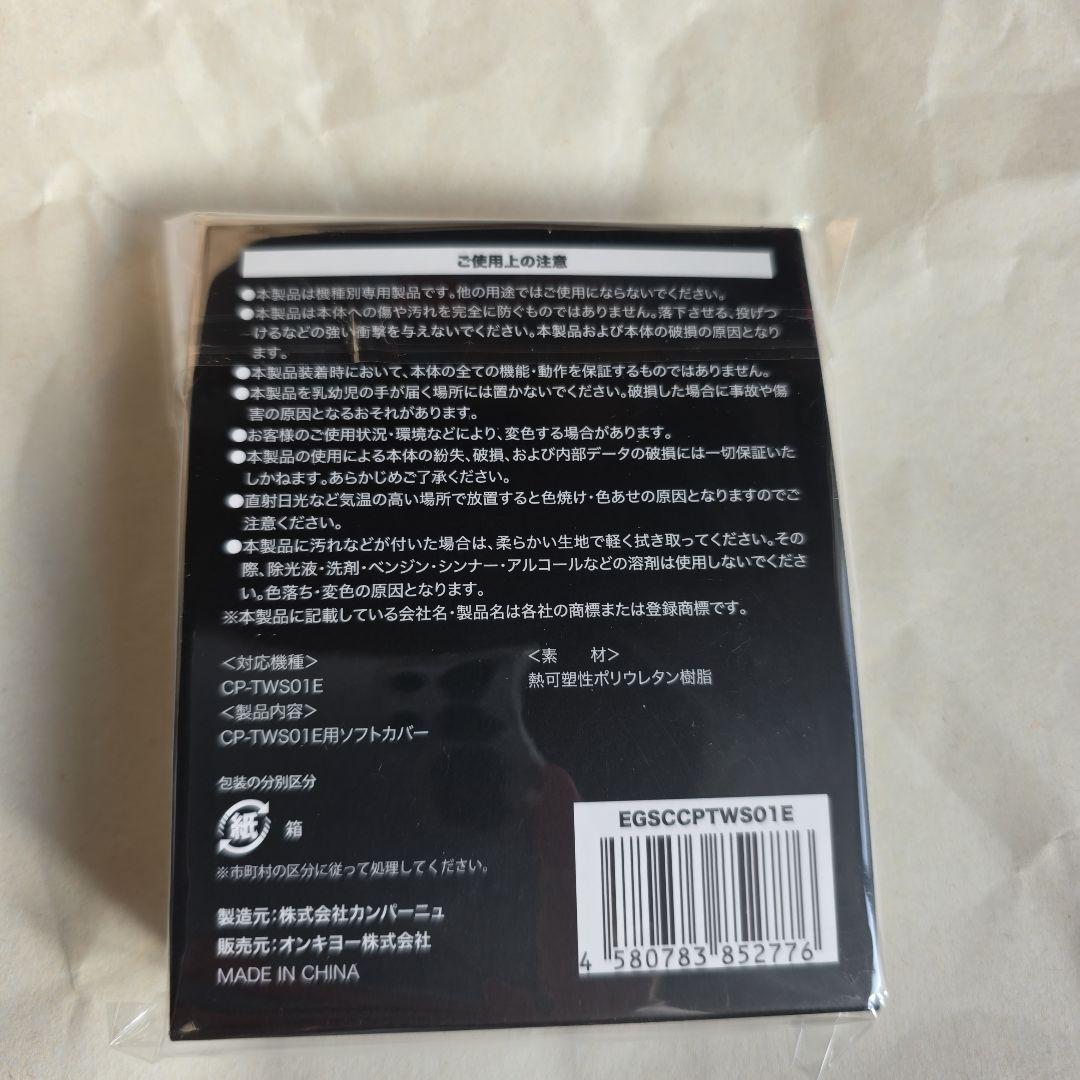 ご使用上の注意
●本製品は機種別専用製品です。他の用途ではご使用にならないでください。
●本製品は本体への傷や汚れを完全に防ぐものではありません。落下させる、投げつ
けるなどの強い衝撃を与えないでください。本製品および本体の破損の原因となり
ます。
●本製品装着時において、本体の全ての機能・動作を保証するものではありません。
●本製品を乳幼児の手が届く場所には置かないでください。破損した場合に事故や傷
害の原因となるおそれがあります。
●お客様のご使用状況・環境などにより、変色する場合があります。
●本製品の使用による本体の紛失、破損、および内部データの破損には一切保証いた
しかねます。あらかじめご了承ください。
●直射日光など気温の高い場所で放置すると色焼け・色あせの原因となりますのでご
注意ください。
●本製品に汚れなどが付いた場合は、柔らかい生地で軽く拭き取ってください。その
際、除光液・洗剤・ベンジン・シンナー・アルコールなどの溶剤は使用しないでくださ
い。色落ち・変色の原因となります。
※本製品に記載している会社名・製品名は各社の商標または登録商標です。
＜対応機種＞
CP-TWS01E
＜製品内容＞
CP-TWS01E用ソフトカバー
＜素　材＞
熱可塑性ポリウレタン樹脂
包装の分別区分
紙 箱
※市町村の区分に従って処理してください。
製造元：株式会社カンパーニュ
販売元：オンキヨー株式会社
MADE IN CHINA
EGSCCPTWS01E
4 580783 852776